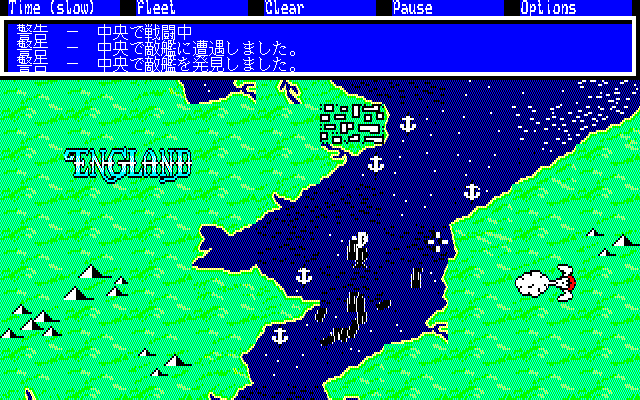 Time (slow) Fleet Clear Pause Options
警告 － 中央で戦闘中
警告 － 中央で敵艦に遭遇しました。
警告 － 中央で敵艦を発見しました。
ENGLAND